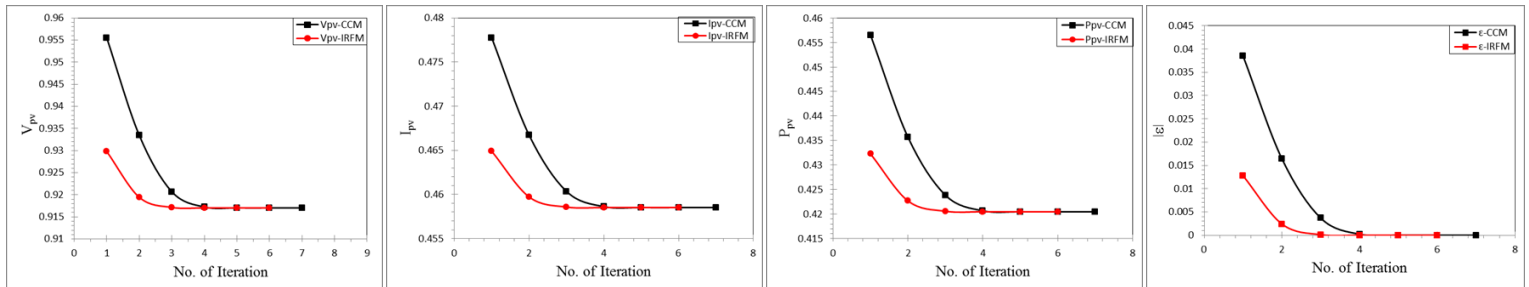 0.96
0.955
0.95
0.945
0.94
0.935
0.93
0.925
0.92
0.915
0.91
V_pv
0 1 2 3 4 5 6 7 8 9
No. of Iteration
Vpv-CCM
Vpv-IRFM
0.48
0.475
0.47
0.465
0.46
0.455
I_pv
0 2 4 6 8
No. of Iteration
Ipv-CCM
Ipv-IRFM
0.46
0.455
0.45
0.445
0.44
0.435
0.43
0.425
0.42
0.415
P_pv
0 2 4 6 8
No. of Iteration
Ppv-CCM
Ppv-IRFM
0.045
0.04
0.035
0.03
0.025
0.02
0.015
0.01
0.005
0
|ε|
0 2 4 6 8
No. of Iteration
ε-CCM
ε-IRFM